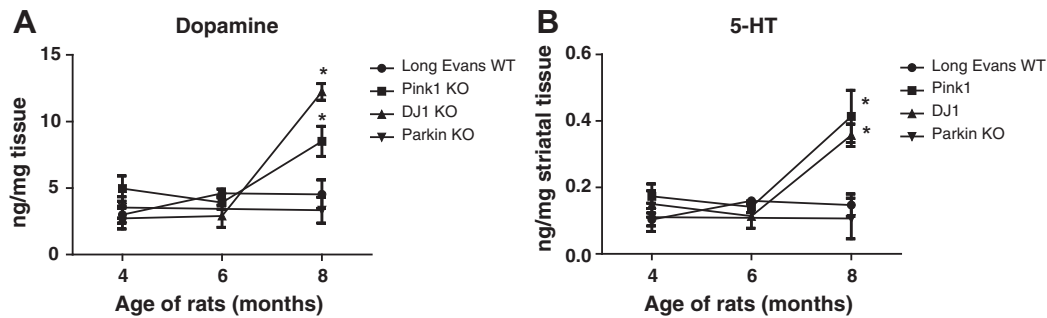 A
Dopamine
15
10
5
0
ng/mg tissue
4
6
8
Age of rats (months)
*
*
Long Evans WT
Pink1 KO
DJ1 KO
Parkin KO
B
5-HT
0.6
0.4
0.2
0.0
ng/mg striatal tissue
4
6
8
Age of rats (months)
*
*
Long Evans WT
Pink1
DJ1
Parkin KO